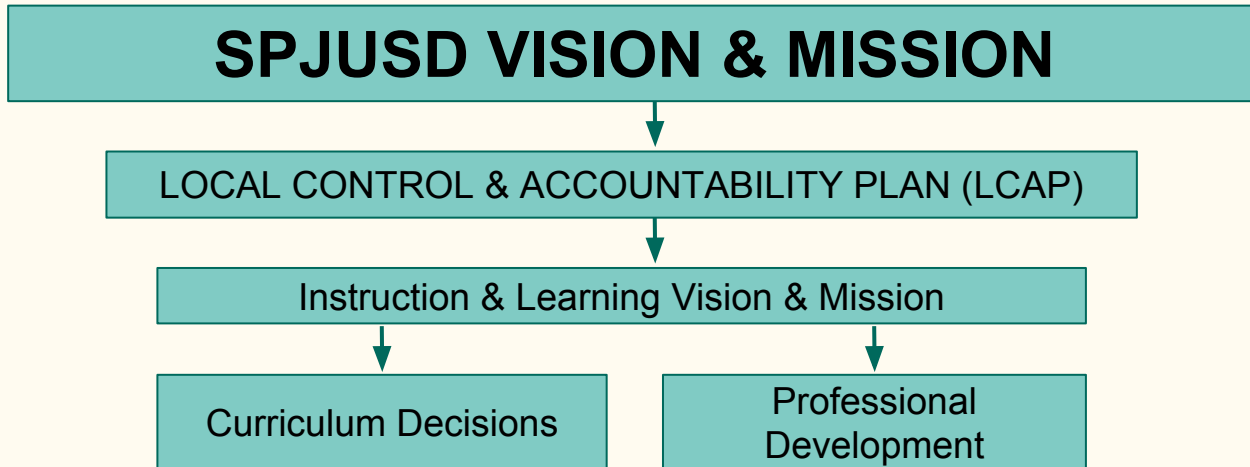 SPJUSD VISION & MISSION
LOCAL CONTROL & ACCOUNTABILITY PLAN (LCAP)
Instruction & Learning Vision & Mission
Curriculum Decisions
Professional
Development